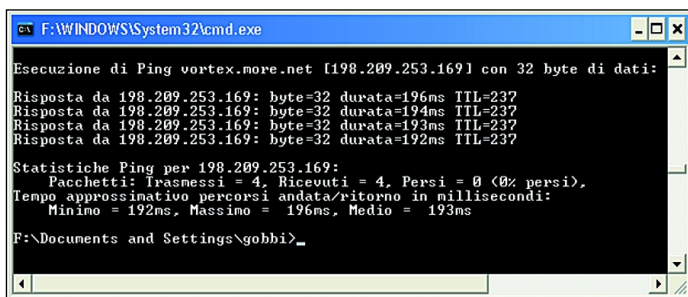 F:\WINDOWS\System32\cmd.exe
Esecuzione di Ping vortex.more.net [198.209.253.169] con 32 byte di dati:
Risposta da 198.209.253.169: byte=32 durata=196ms TTL=237
Risposta da 198.209.253.169: byte=32 durata=194ms TTL=237
Risposta da 198.209.253.169: byte=32 durata=193ms TTL=237
Risposta da 198.209.253.169: byte=32 durata=192ms TTL=237
Statistiche Ping per 198.209.253.169:
Pacchetti: Trasmessi = 4, Ricevuti = 4, Persi = 0 (0% persi),
Tempo approssimativo percorsi andata/ritorno in millisecondi:
Minimo = 192ms, Massimo =  196ms, Medio =  193ms
F:\Documents and Settings\gobbi>_